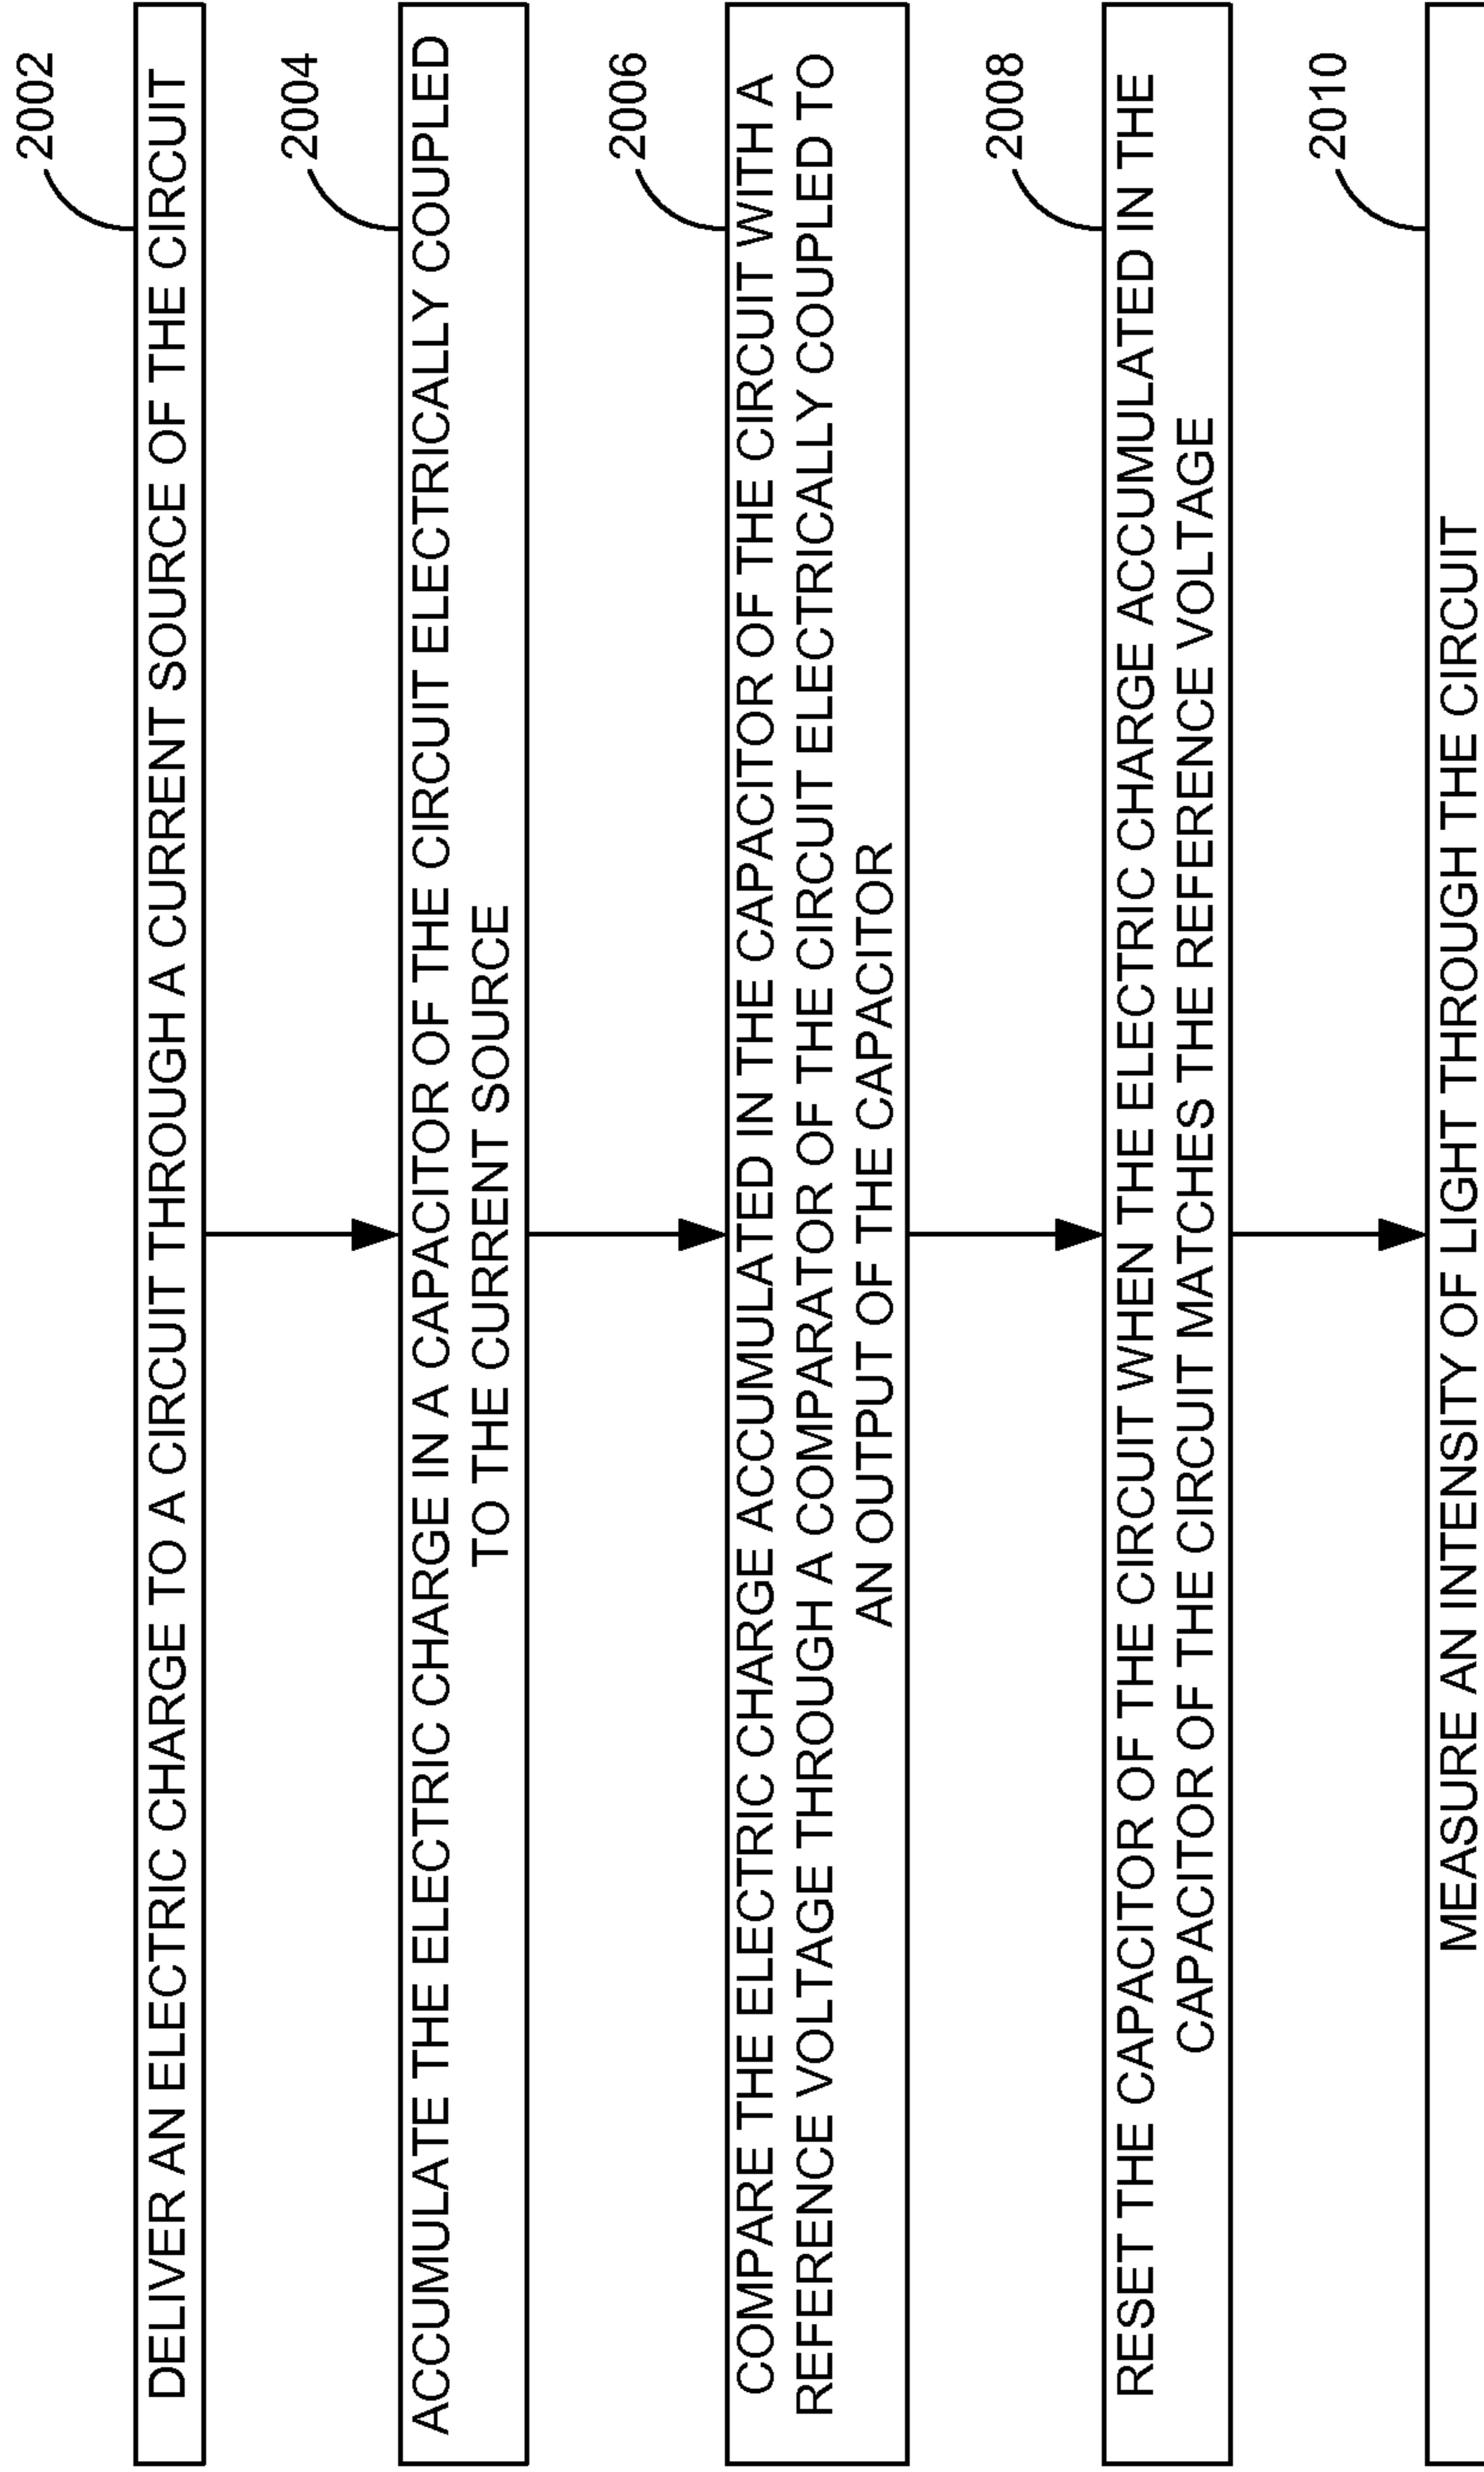 2002
DELIVER AN ELECTRIC CHARGE TO A CIRCUIT THROUGH A CURRENT SOURCE OF THE CIRCUIT
2004
ACCUMULATE THE ELECTRIC CHARGE IN A CAPACITOR OF THE CIRCUIT ELECTRICALLY COUPLED
TO THE CURRENT SOURCE
2006
COMPARE THE ELECTRIC CHARGE ACCUMULATED IN THE CAPACITOR OF THE CIRCUIT WITH A
REFERENCE VOLTAGE THROUGH A COMPARATOR OF THE CIRCUIT ELECTRICALLY COUPLED TO
AN OUTPUT OF THE CAPACITOR
2008
RESET THE CAPACITOR OF THE CIRCUIT WHEN THE ELECTRIC CHARGE ACCUMULATED IN THE
CAPACITOR OF THE CIRCUIT MATCHES THE REFERENCE VOLTAGE
2010
MEASURE AN INTENSITY OF LIGHT THROUGH THE CIRCUIT